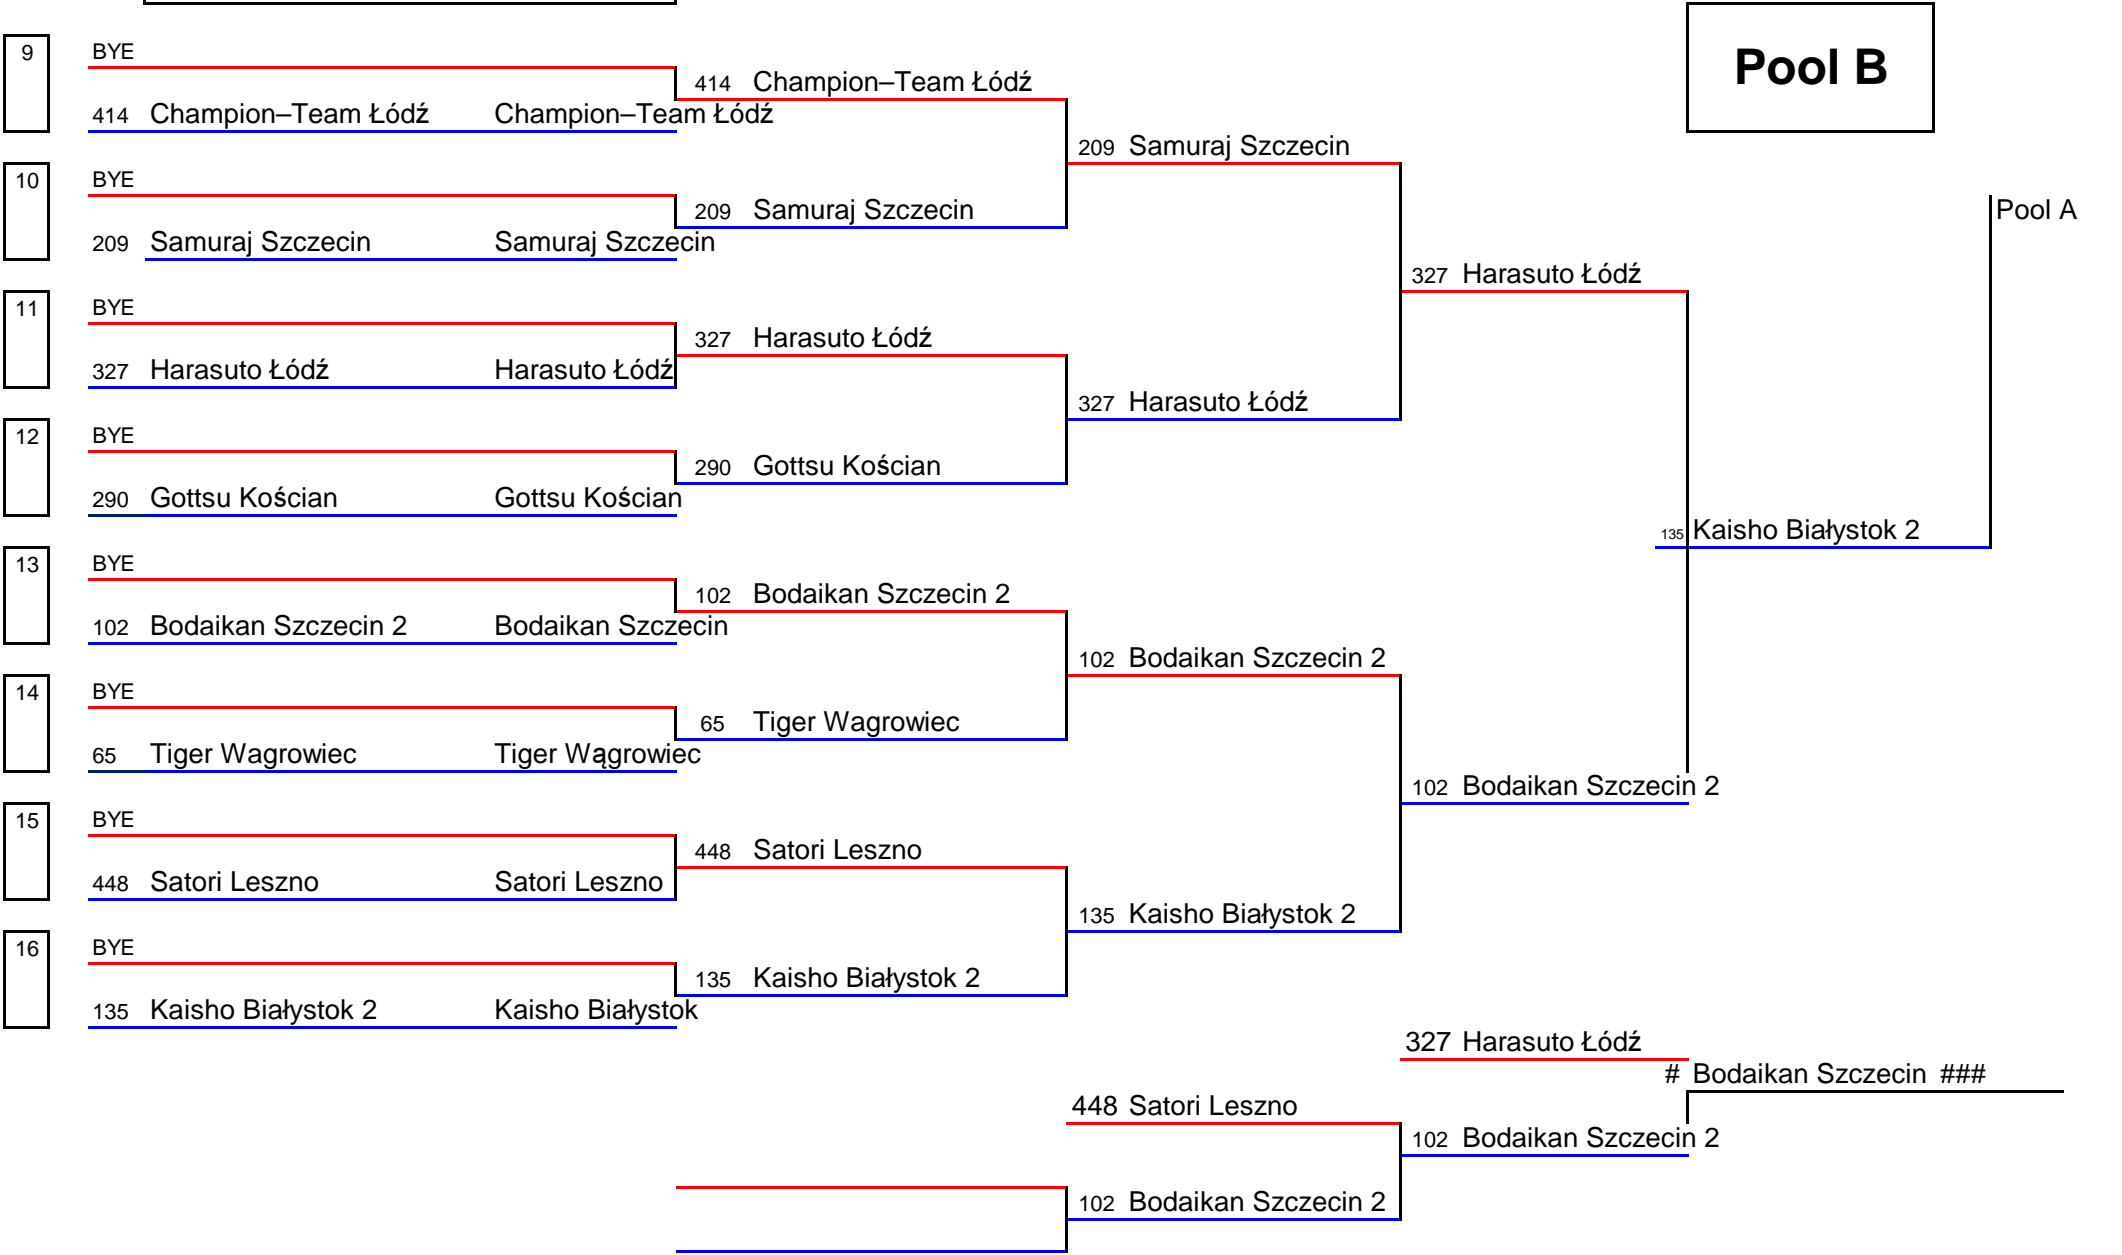 Pool B
9
BYE
414 Champion–Team Łódź Champion–Team Łódź
414 Champion–Team Łódź
209 Samuraj Szczecin
10
BYE
209 Samuraj Szczecin
209 Samuraj Szczecin Samuraj Szczecin
Pool A
327 Harasuto Łódź
11
BYE
327 Harasuto Łódź
327 Harasuto Łódź Harasuto Łódź
327 Harasuto Łódź
12
BYE
290 Gottsu Kościan
290 Gottsu Kościan Gottsu Kościan
135 Kaisho Białystok 2
13
BYE
102 Bodaikan Szczecin 2
102 Bodaikan Szczecin 2 Bodaikan Szczecin
102 Bodaikan Szczecin 2
14
BYE
65 Tiger Wagrowiec
65 Tiger Wagrowiec Tiger Wągrowiec
102 Bodaikan Szczecin 2
15
BYE
448 Satori Leszno
448 Satori Leszno Satori Leszno
135 Kaisho Białystok 2
16
BYE
135 Kaisho Białystok 2
135 Kaisho Białystok 2 Kaisho Białystok
327 Harasuto Łódź
# Bodaikan Szczecin ###
448 Satori Leszno
102 Bodaikan Szczecin 2
102 Bodaikan Szczecin 2